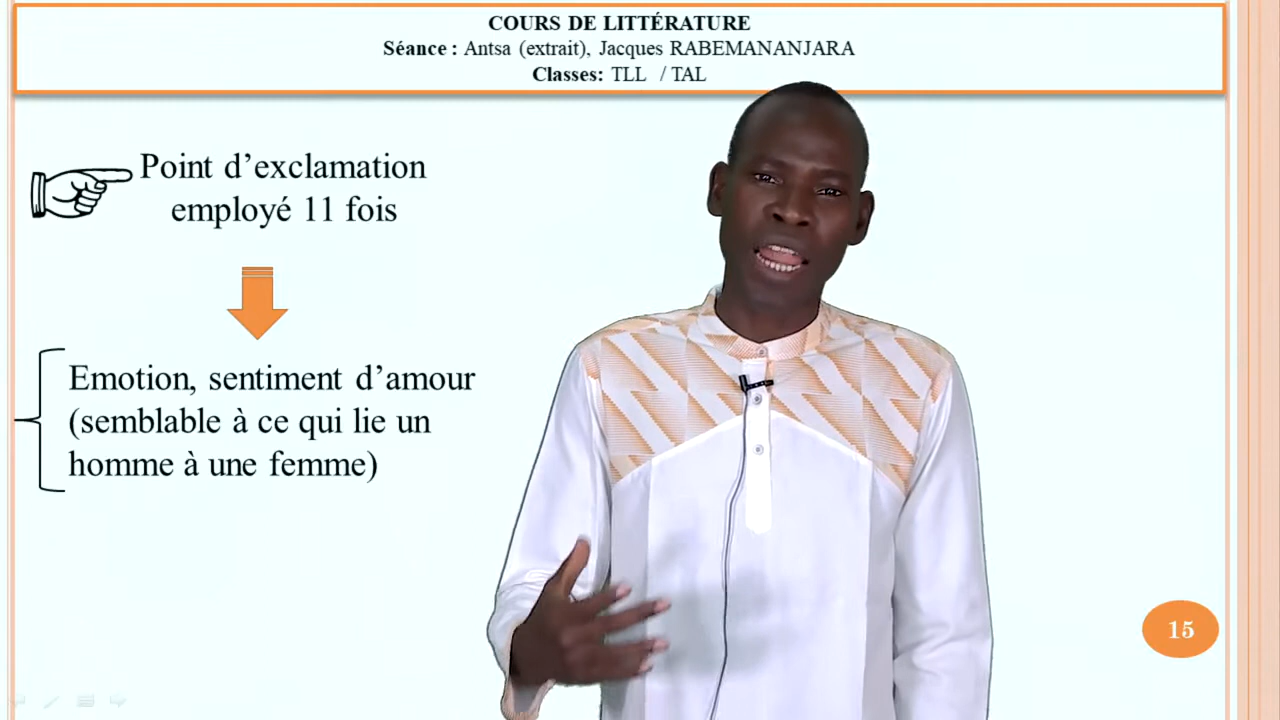 COURS DE LITTÉRATURE
Séance : Antsa (extrait), Jacques RABEMANANJARA
Classes: TLL / TAL
Point d’exclamation
employé 11 fois
Emotion, sentiment d’amour
(semblable à ce qui lie un
homme à une femme)
15